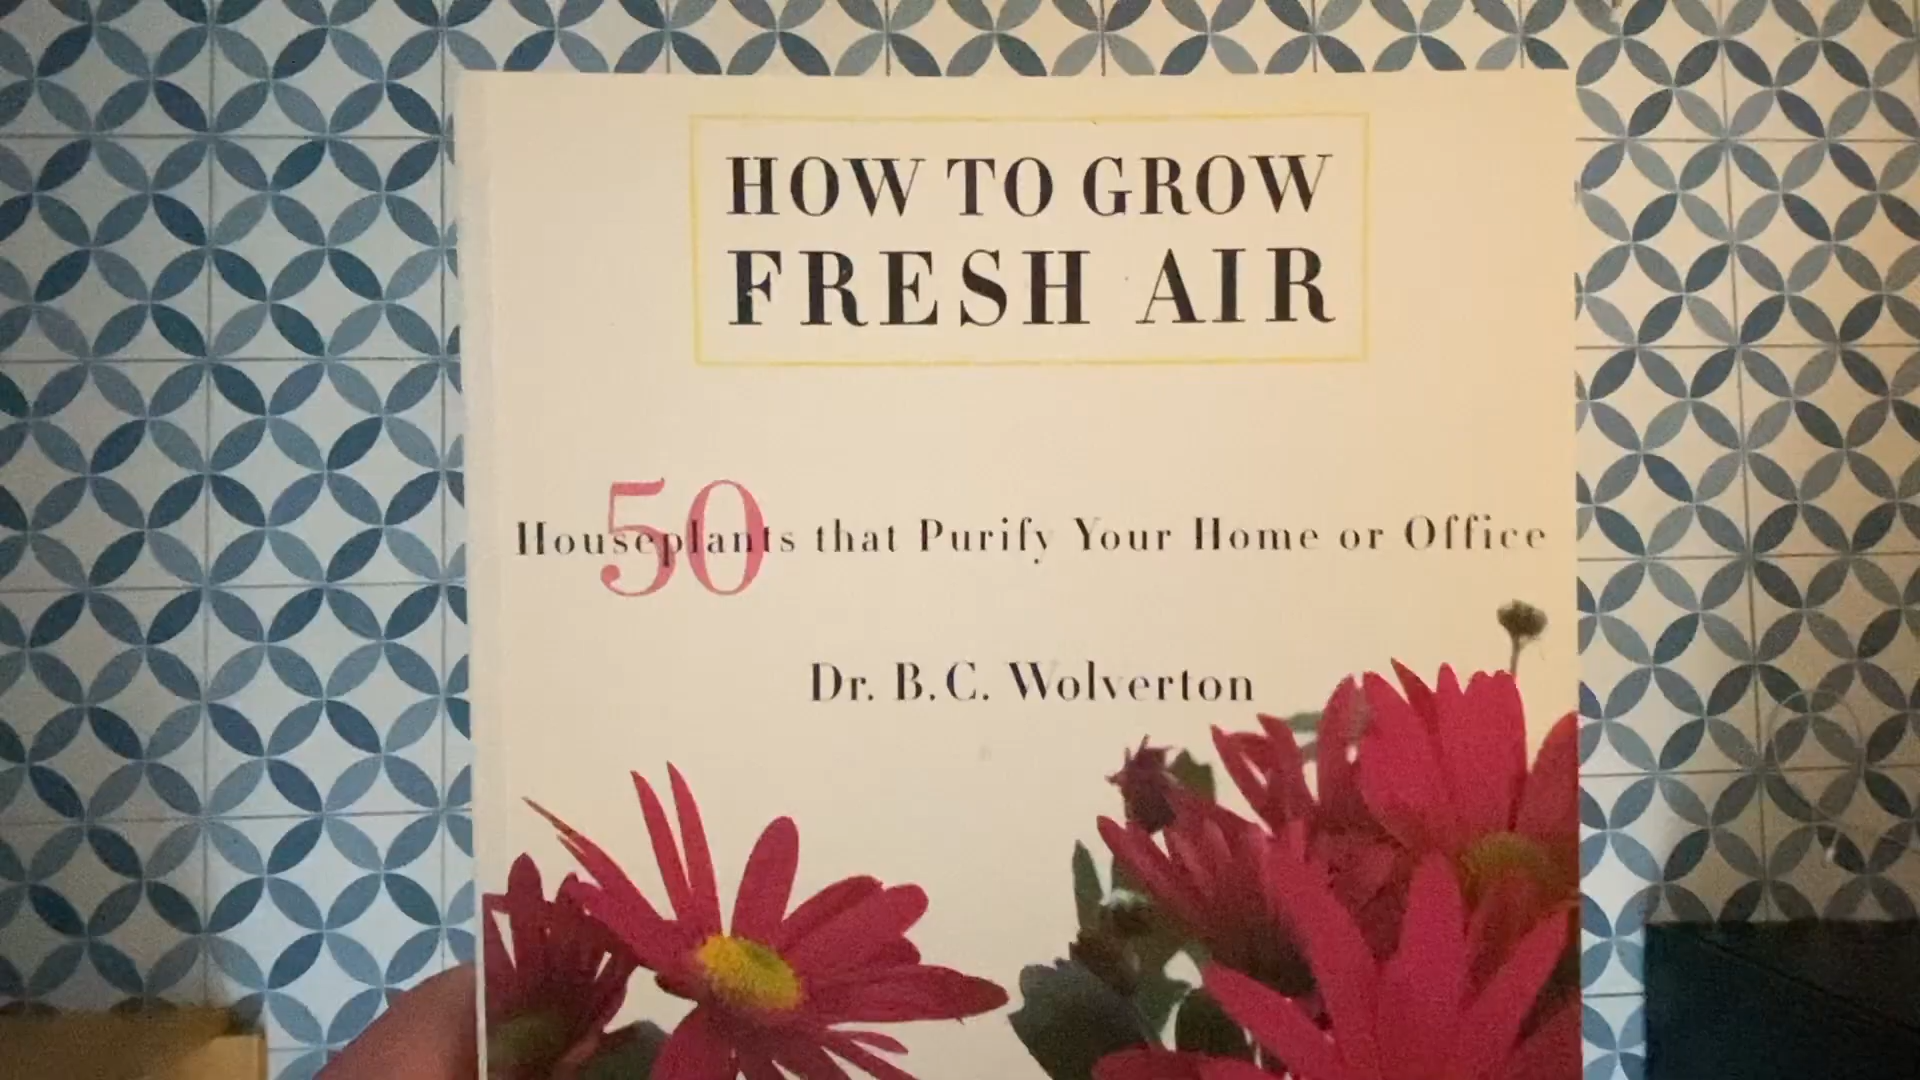 HOW TO GROW
FRESH AIR
50
Houseplants that Purify Your Home or Office
Dr. B.C. Wolverton